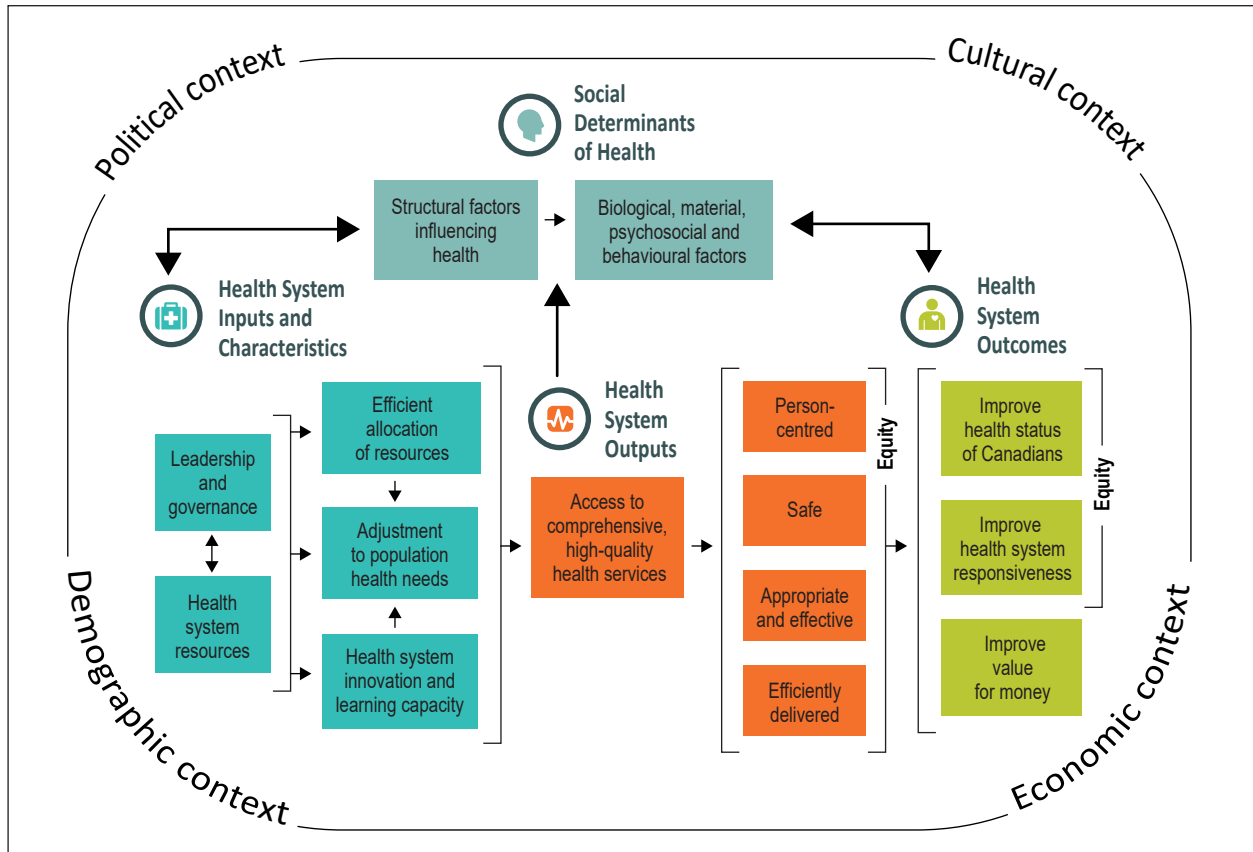 Political context
Cultural context
Social
Determinants
of Health
Structural factors
influencing
health
Biological, material,
psychosocial and
behavioural factors
Health System
Inputs and
Characteristics
Health
System
Outcomes
Health
System
Outputs
Leadership
and
governance
Health
system
resources
Efficient
allocation
of resources
Adjustment
to population
health needs
Health system
innovation and
learning capacity
Access to
comprehensive,
high-quality
health services
Person-
centred
Safe
Appropriate
and effective
Efficiently
delivered
Equity
Improve
health status
of Canadians
Improve
health system
responsiveness
Improve
value
for money
Equity
Demographic context
Economic context